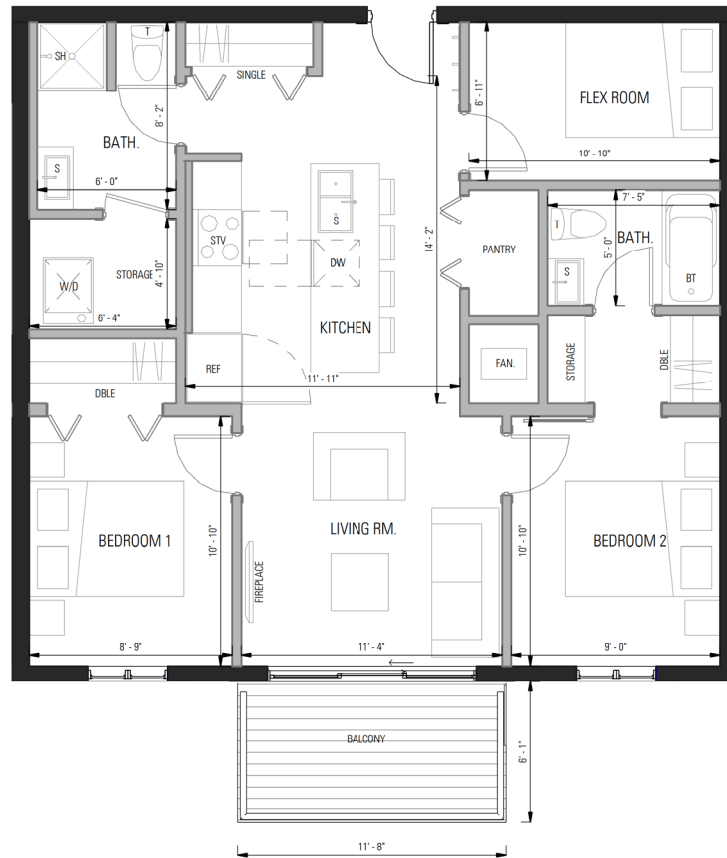 T
SH
SINGLE
8' - 2"
6' - 11"
FLEX ROOM
BATH.
10' - 10"
S
6' - 0"
7' - 5"
S
T
BATH.
5' - 0"
STV
14' - 2"
PANTRY
DW
STORAGE
4' - 10"
W/D
S
BT
6' - 4"
KITCHEN
REF
FAN.
STORAGE
DBLE
11' - 11"
DBLE
BEDROOM 1
10' - 10"
LIVING RM.
10' - 10"
BEDROOM 2
FIREPLACE
8' - 9"
11' - 4"
9' - 0"
BALCONY
6' - 1"
11' - 8"